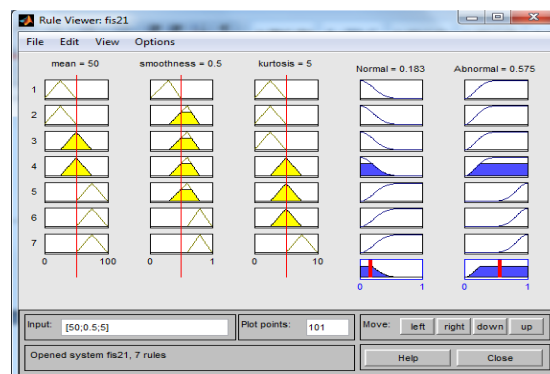 Rule Viewer: fis21
File Edit View Options
mean = 50 smoothness = 0.5 kurtosis = 5 Normal = 0.183 Abnormal = 0.575
1
2
3
4
5
6
7
0 100 0 1 0 10
0 1 0 1
Input: [50;0.5;5] Plot points: 101 Move: left right down up
Opened system fis21, 7 rules Help Close